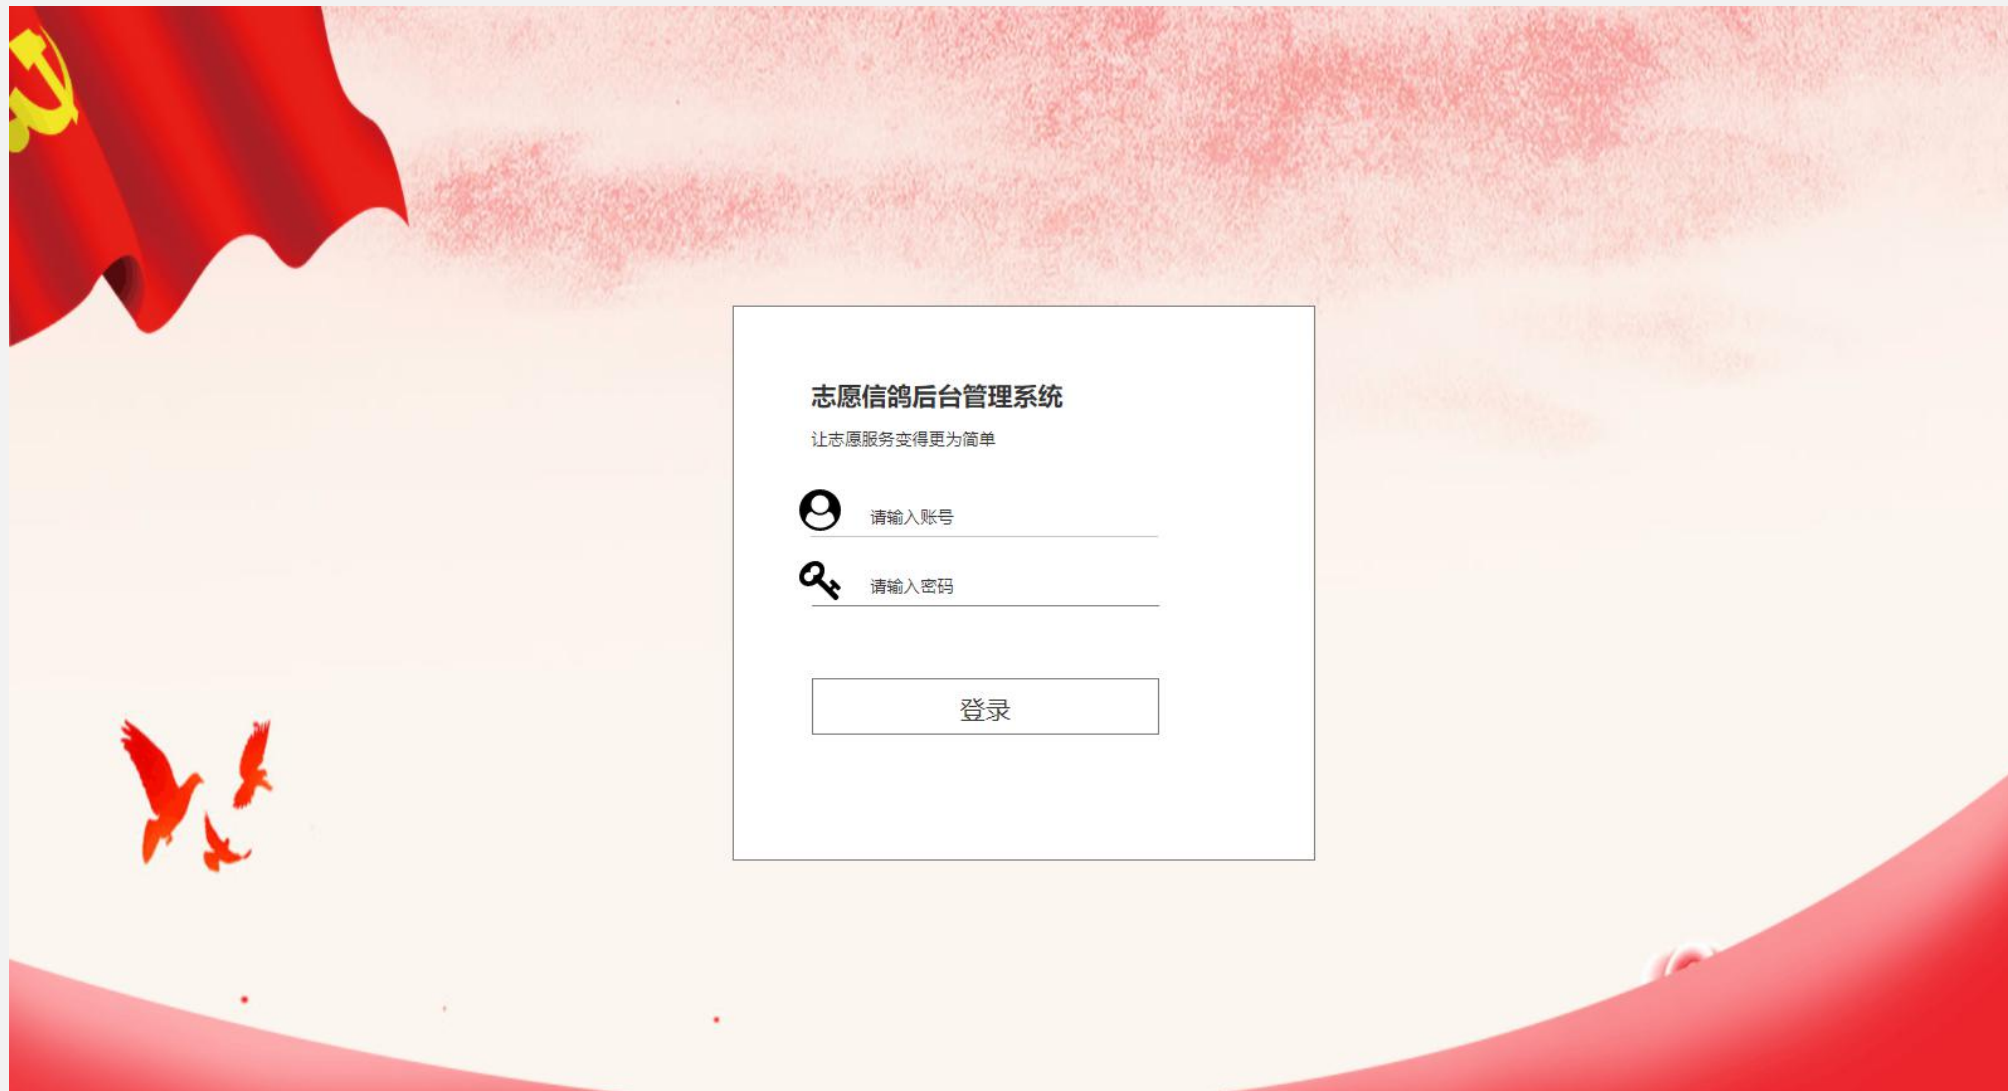 志愿信鸽后台管理系统
让志愿服务变得更为简单
请输入账号
请输入密码
登录